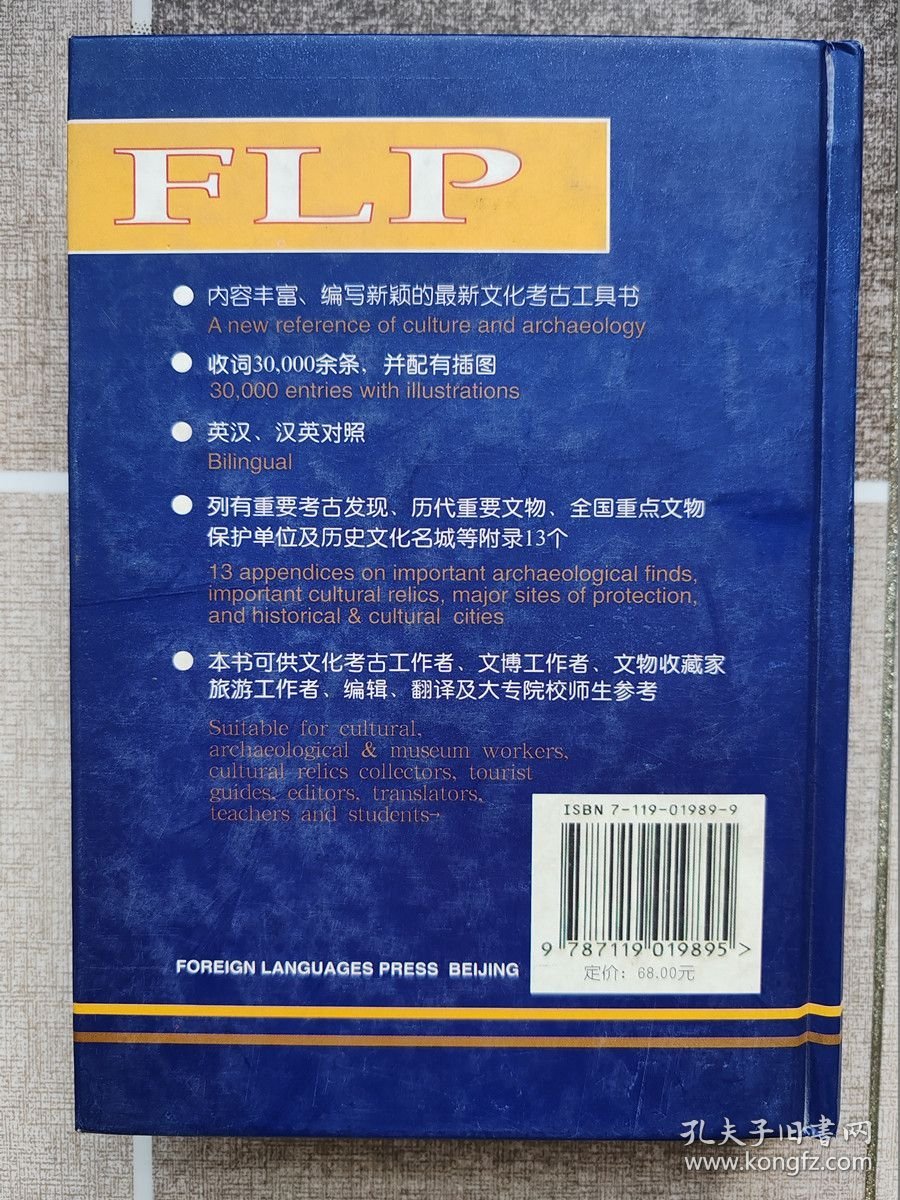 FLP
内容丰富、编写新颖的最新文化考古工具书
A new reference of culture and archaeology
收词30,000余条，并配有插图
30,000 entries with illustrations
英汉、汉英对照
Bilingual
列有重要考古发现、历代重要文物、全国重点文物
保护单位及历史文化名城等附录13个
13 appendices on important archaeological finds,
important cultural relics, major sites of protection,
and historical & cultural cities
本书可供文化考古工作者、文博工作者、文物收藏家
旅游工作者、编辑、翻译及大专院校师生参考
Suitable for cultural,
archaeological & museum workers,
cultural relics collectors, tourist
guides, editors, translators,
teachers and students
ISBN 7-119-01989-9
9 787119 019895 >
定价：68.00元
FOREIGN LANGUAGES PRESS BEIJING
孔夫子旧書网
www.kongfz.com